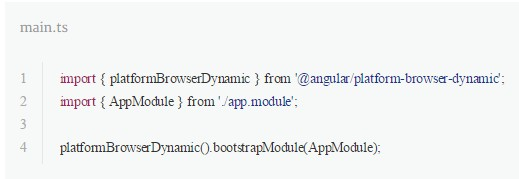 main.ts
1 import { platformBrowserDynamic } from '@angular/platform-browser-dynamic';
2 import { AppModule } from './app.module';
3
4 platformBrowserDynamic().bootstrapModule(AppModule);